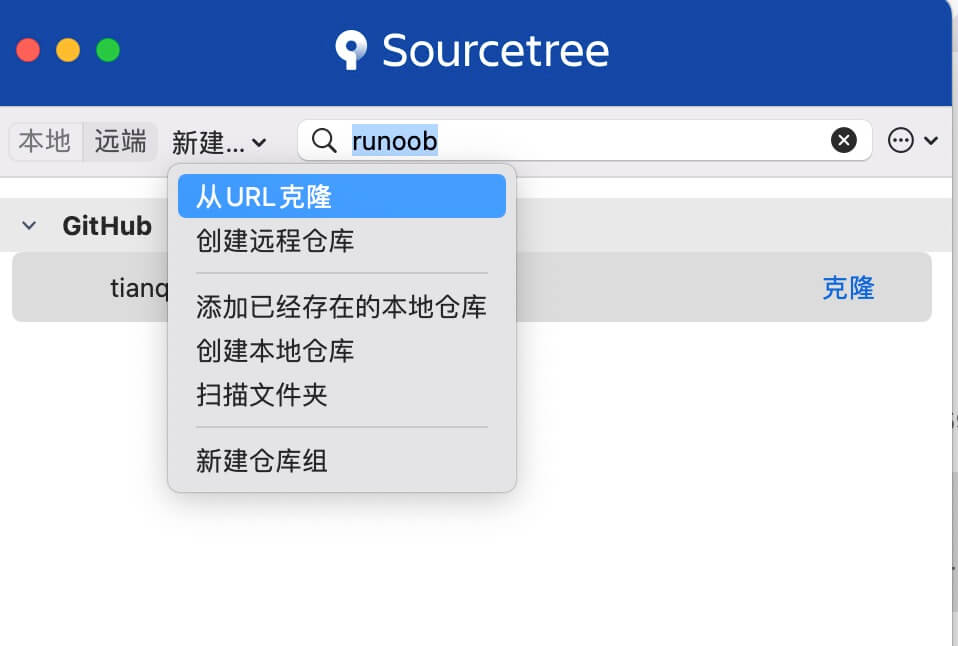 Sourcetree
本地 远端 新建... runoob
GitHub
tianq 克隆
从URL克隆
创建远程仓库
添加已经存在的本地仓库
创建本地仓库
扫描文件夹
新建仓库组